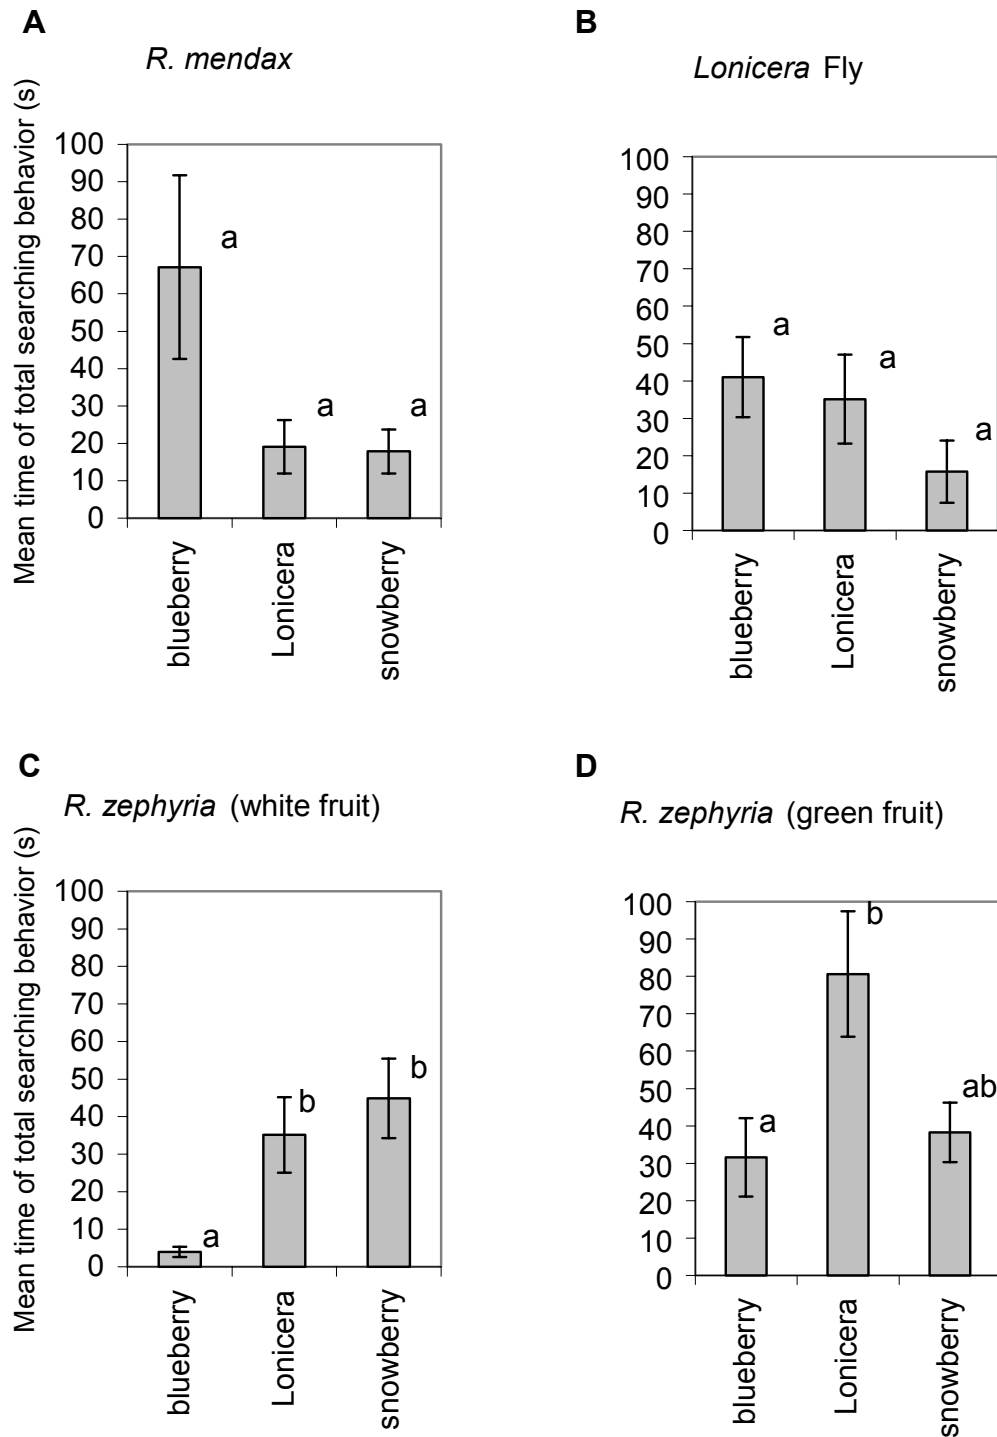 A
R. mendax
Mean time of total searching behavior (s)
100
90
80
70
60
50
40
30
20
10
0
a
a
a
blueberry
Lonicera
snowberry
B
Lonicera Fly
100
90
80
70
60
50
40
30
20
10
0
a
a
a
blueberry
Lonicera
snowberry
C
R. zephyria (white fruit)
Mean time of total searching behavior (s)
100
90
80
70
60
50
40
30
20
10
0
a
b
b
blueberry
Lonicera
snowberry
D
R. zephyria (green fruit)
100
90
80
70
60
50
40
30
20
10
0
a
b
ab
blueberry
Lonicera
snowberry